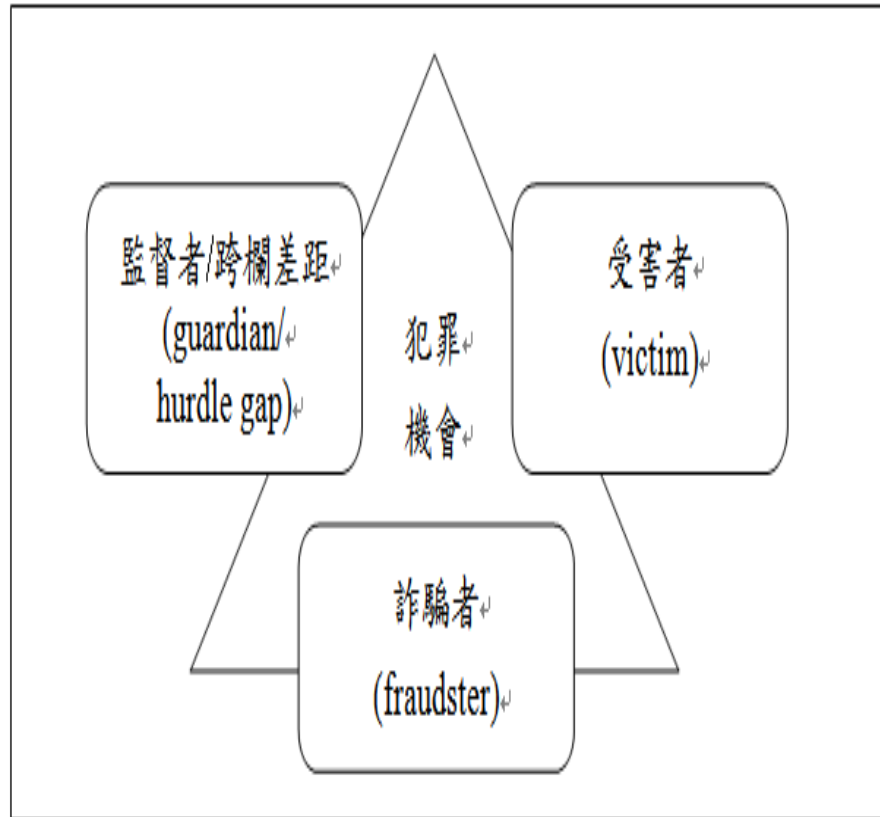 監督者/跨欄差距
(guardian/
hurdle gap)
受害者
(victim)
犯罪
機會
詐騙者
(fraudster)